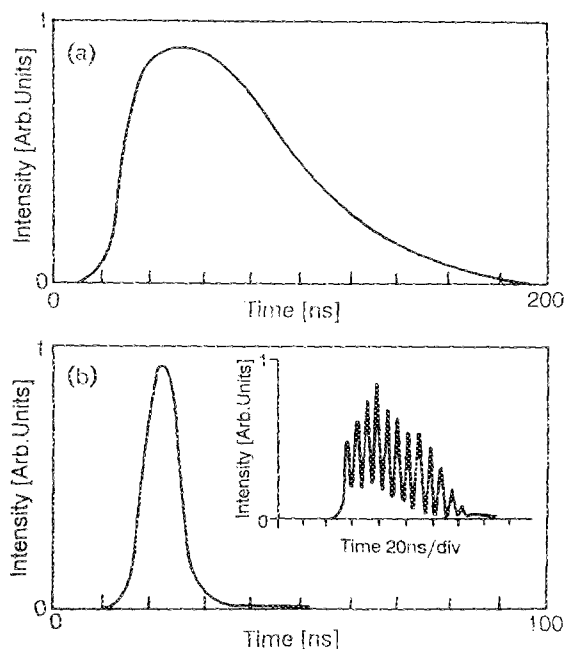 1
(a)
Intensity [Arb.Units]
0
0
200
Time [ns]
1
(b)
Intensity [Arb.Units]
0
0
100
Time [ns]
1
Intensity [Arb.Units]
0
Time 20ns/div